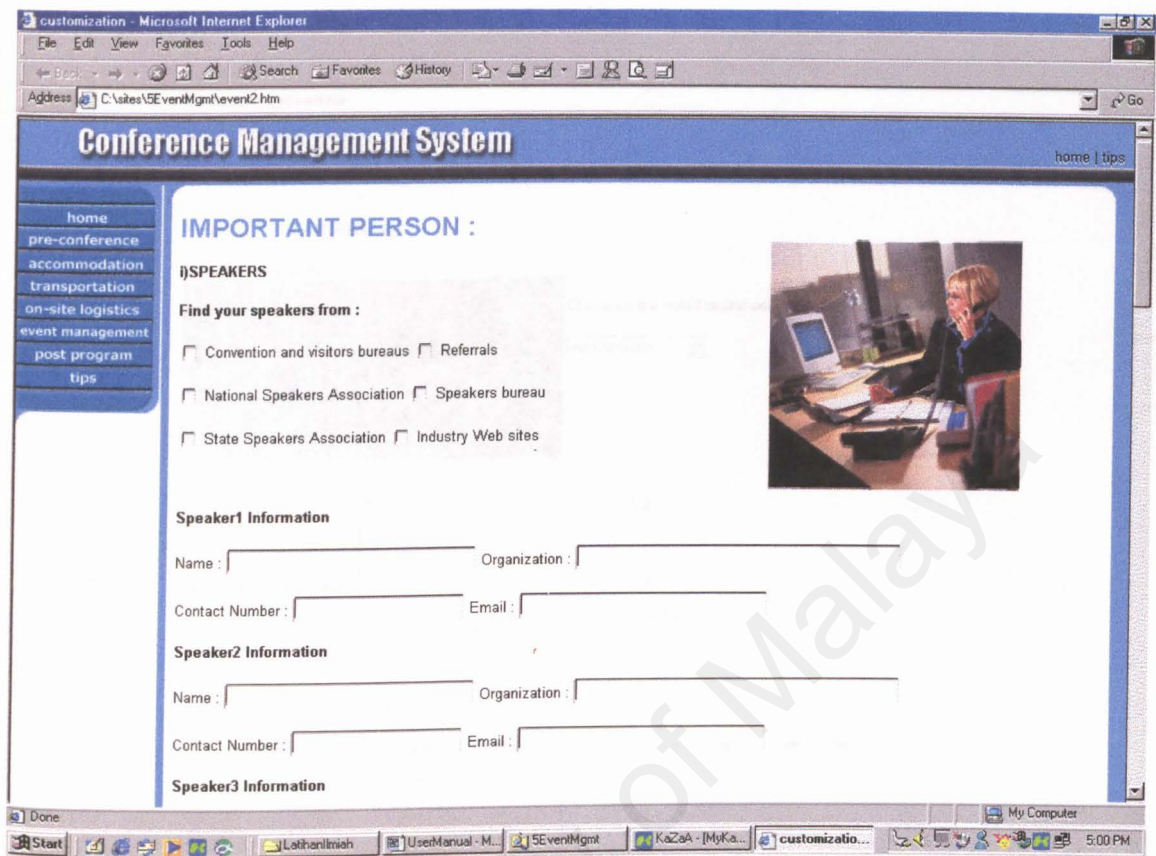 customization - Microsoft Internet Explorer
File Edit View Favorites Tools Help
Back Search Favorites History
Address C:\sites\5EventMgmt\event2.htm Go
Conference Management System
home | tips
home
pre-conference
accommodation
transportation
on-site logistics
event management
post program
tips
IMPORTANT PERSON :
i)SPEAKERS
Find your speakers from :
Convention and visitors bureaus Referrals
National Speakers Association Speakers bureau
State Speakers Association Industry Web sites
Speaker1 Information
Name : Organization :
Contact Number : Email :
Speaker2 Information
Name : Organization :
Contact Number : Email :
Speaker3 Information
Done My Computer
Start LatihanIlmiah UserManual - M... 5EventMgmt KaZaA - [MyKa... customizatio... 5:00 PM
of Malaya